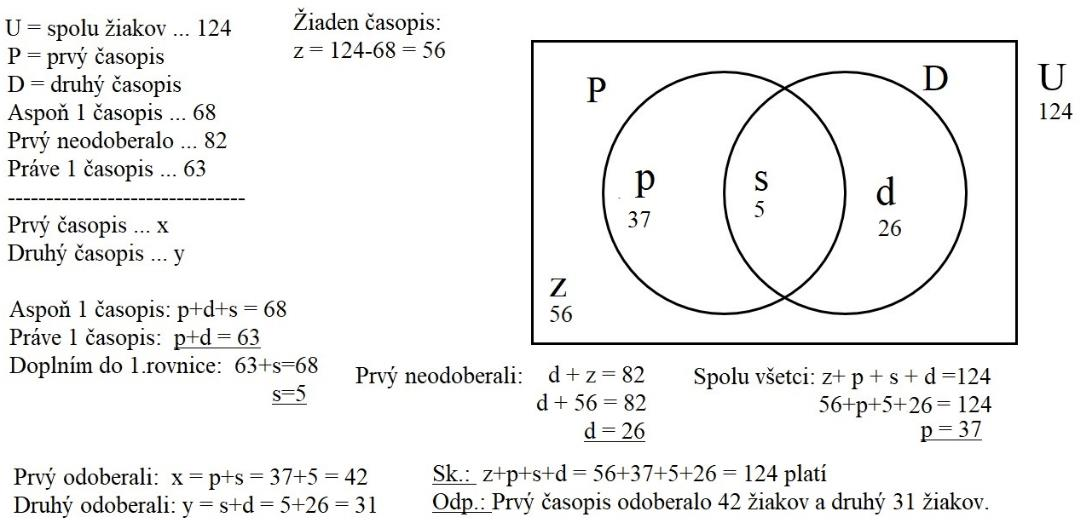 U = spolu žiakov ... 124
P = prvý časopis
D = druhý časopis
Aspoň 1 časopis ... 68
Prvý neodoberalo ... 82
Práve 1 časopis ... 63
-------------------------------
Prvý časopis ... x
Druhý časopis ... y
Aspoň 1 časopis: p+d+s = 68
Práve 1 časopis: p+d = 63
Doplním do 1.rovnice: 63+s=68
s=5
Žiaden časopis:
z = 124-68 = 56
P
D
U
124
p
37
s
5
d
26
z
56
Prvý neodoberali: d + z = 82
d + 56 = 82
d = 26
Spolu všetci: z+ p + s + d =124
56+p+5+26 = 124
p = 37
Prvý odoberali: x = p+s = 37+5 = 42
Druhý odoberali: y = s+d = 5+26 = 31
Sk.: z+p+s+d = 56+37+5+26 = 124 platí
Odp.: Prvý časopis odoberalo 42 žiakov a druhý 31 žiakov.